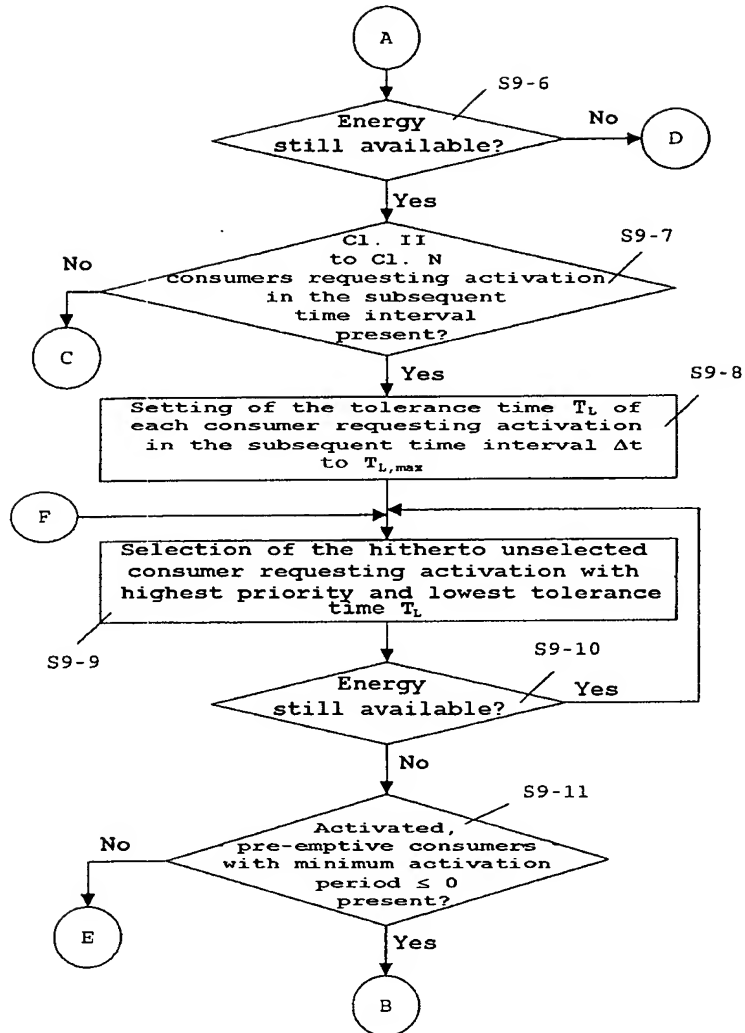 A
S9-6
Energy
still available?
No
D
Yes
Cl. II
to Cl. N
consumers requesting activation
in the subsequent
time interval
present?
S9-7
No
C
Yes
S9-8
Setting of the tolerance time T_L of
each consumer requesting activation
in the subsequent time interval Δt
to T_L,max
F
Selection of the hitherto unselected
consumer requesting activation with
highest priority and lowest tolerance
time T_L
S9-9
S9-10
Energy
still available?
Yes
No
S9-11
Activated,
pre-emptive consumers
with minimum activation
period ≤ 0
present?
No
E
Yes
B